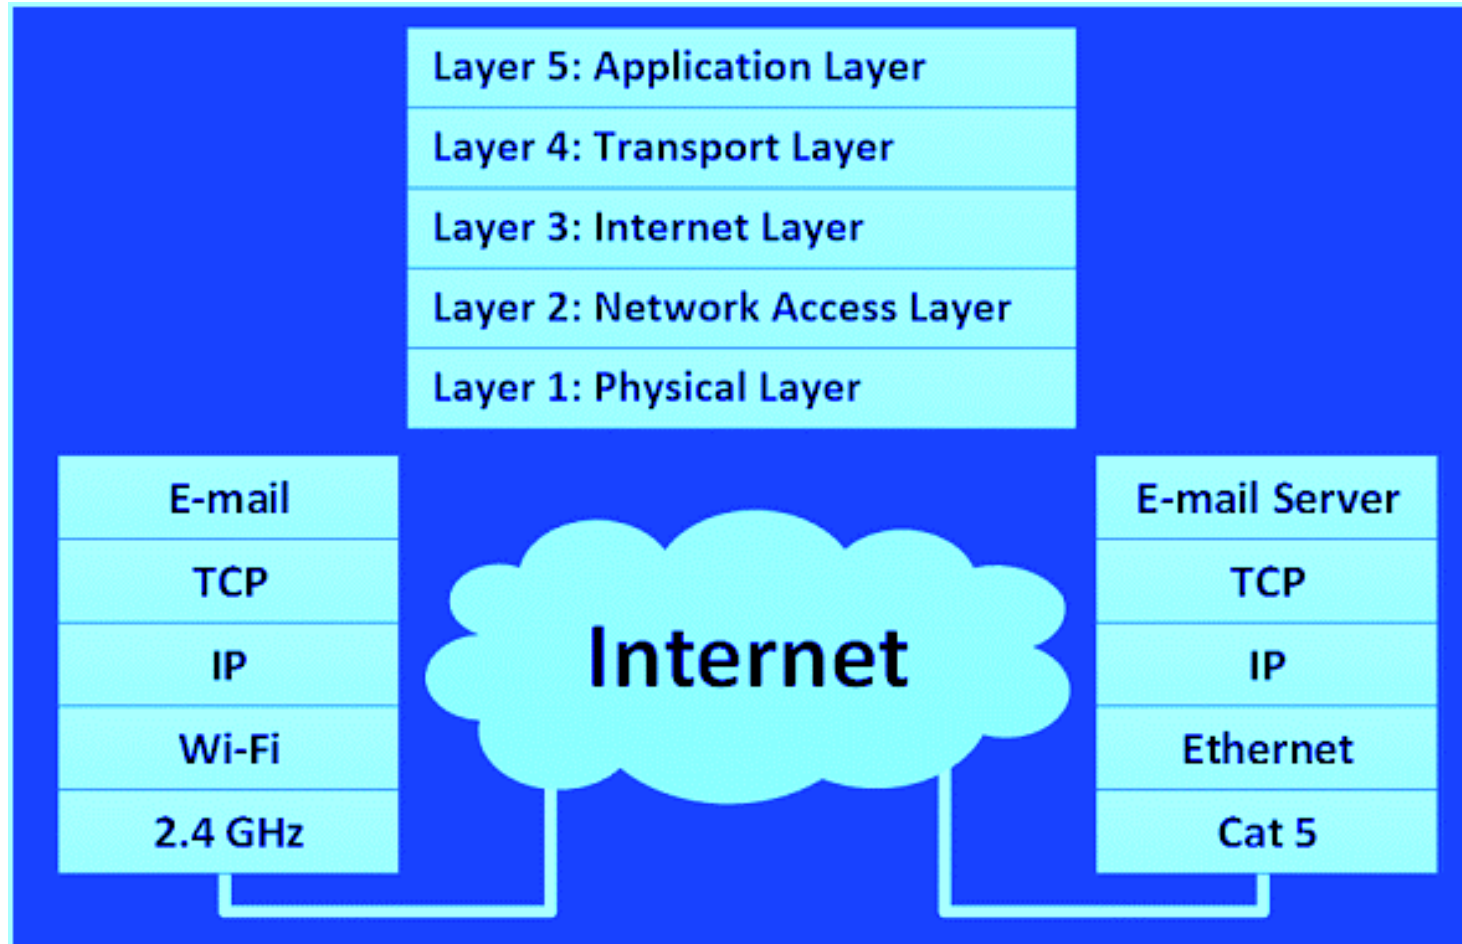 Layer 5: Application Layer
Layer 4: Transport Layer
Layer 3: Internet Layer
Layer 2: Network Access Layer
Layer 1: Physical Layer
E-mail
TCP
IP
Wi-Fi
2.4 GHz
Internet
E-mail Server
TCP
IP
Ethernet
Cat 5